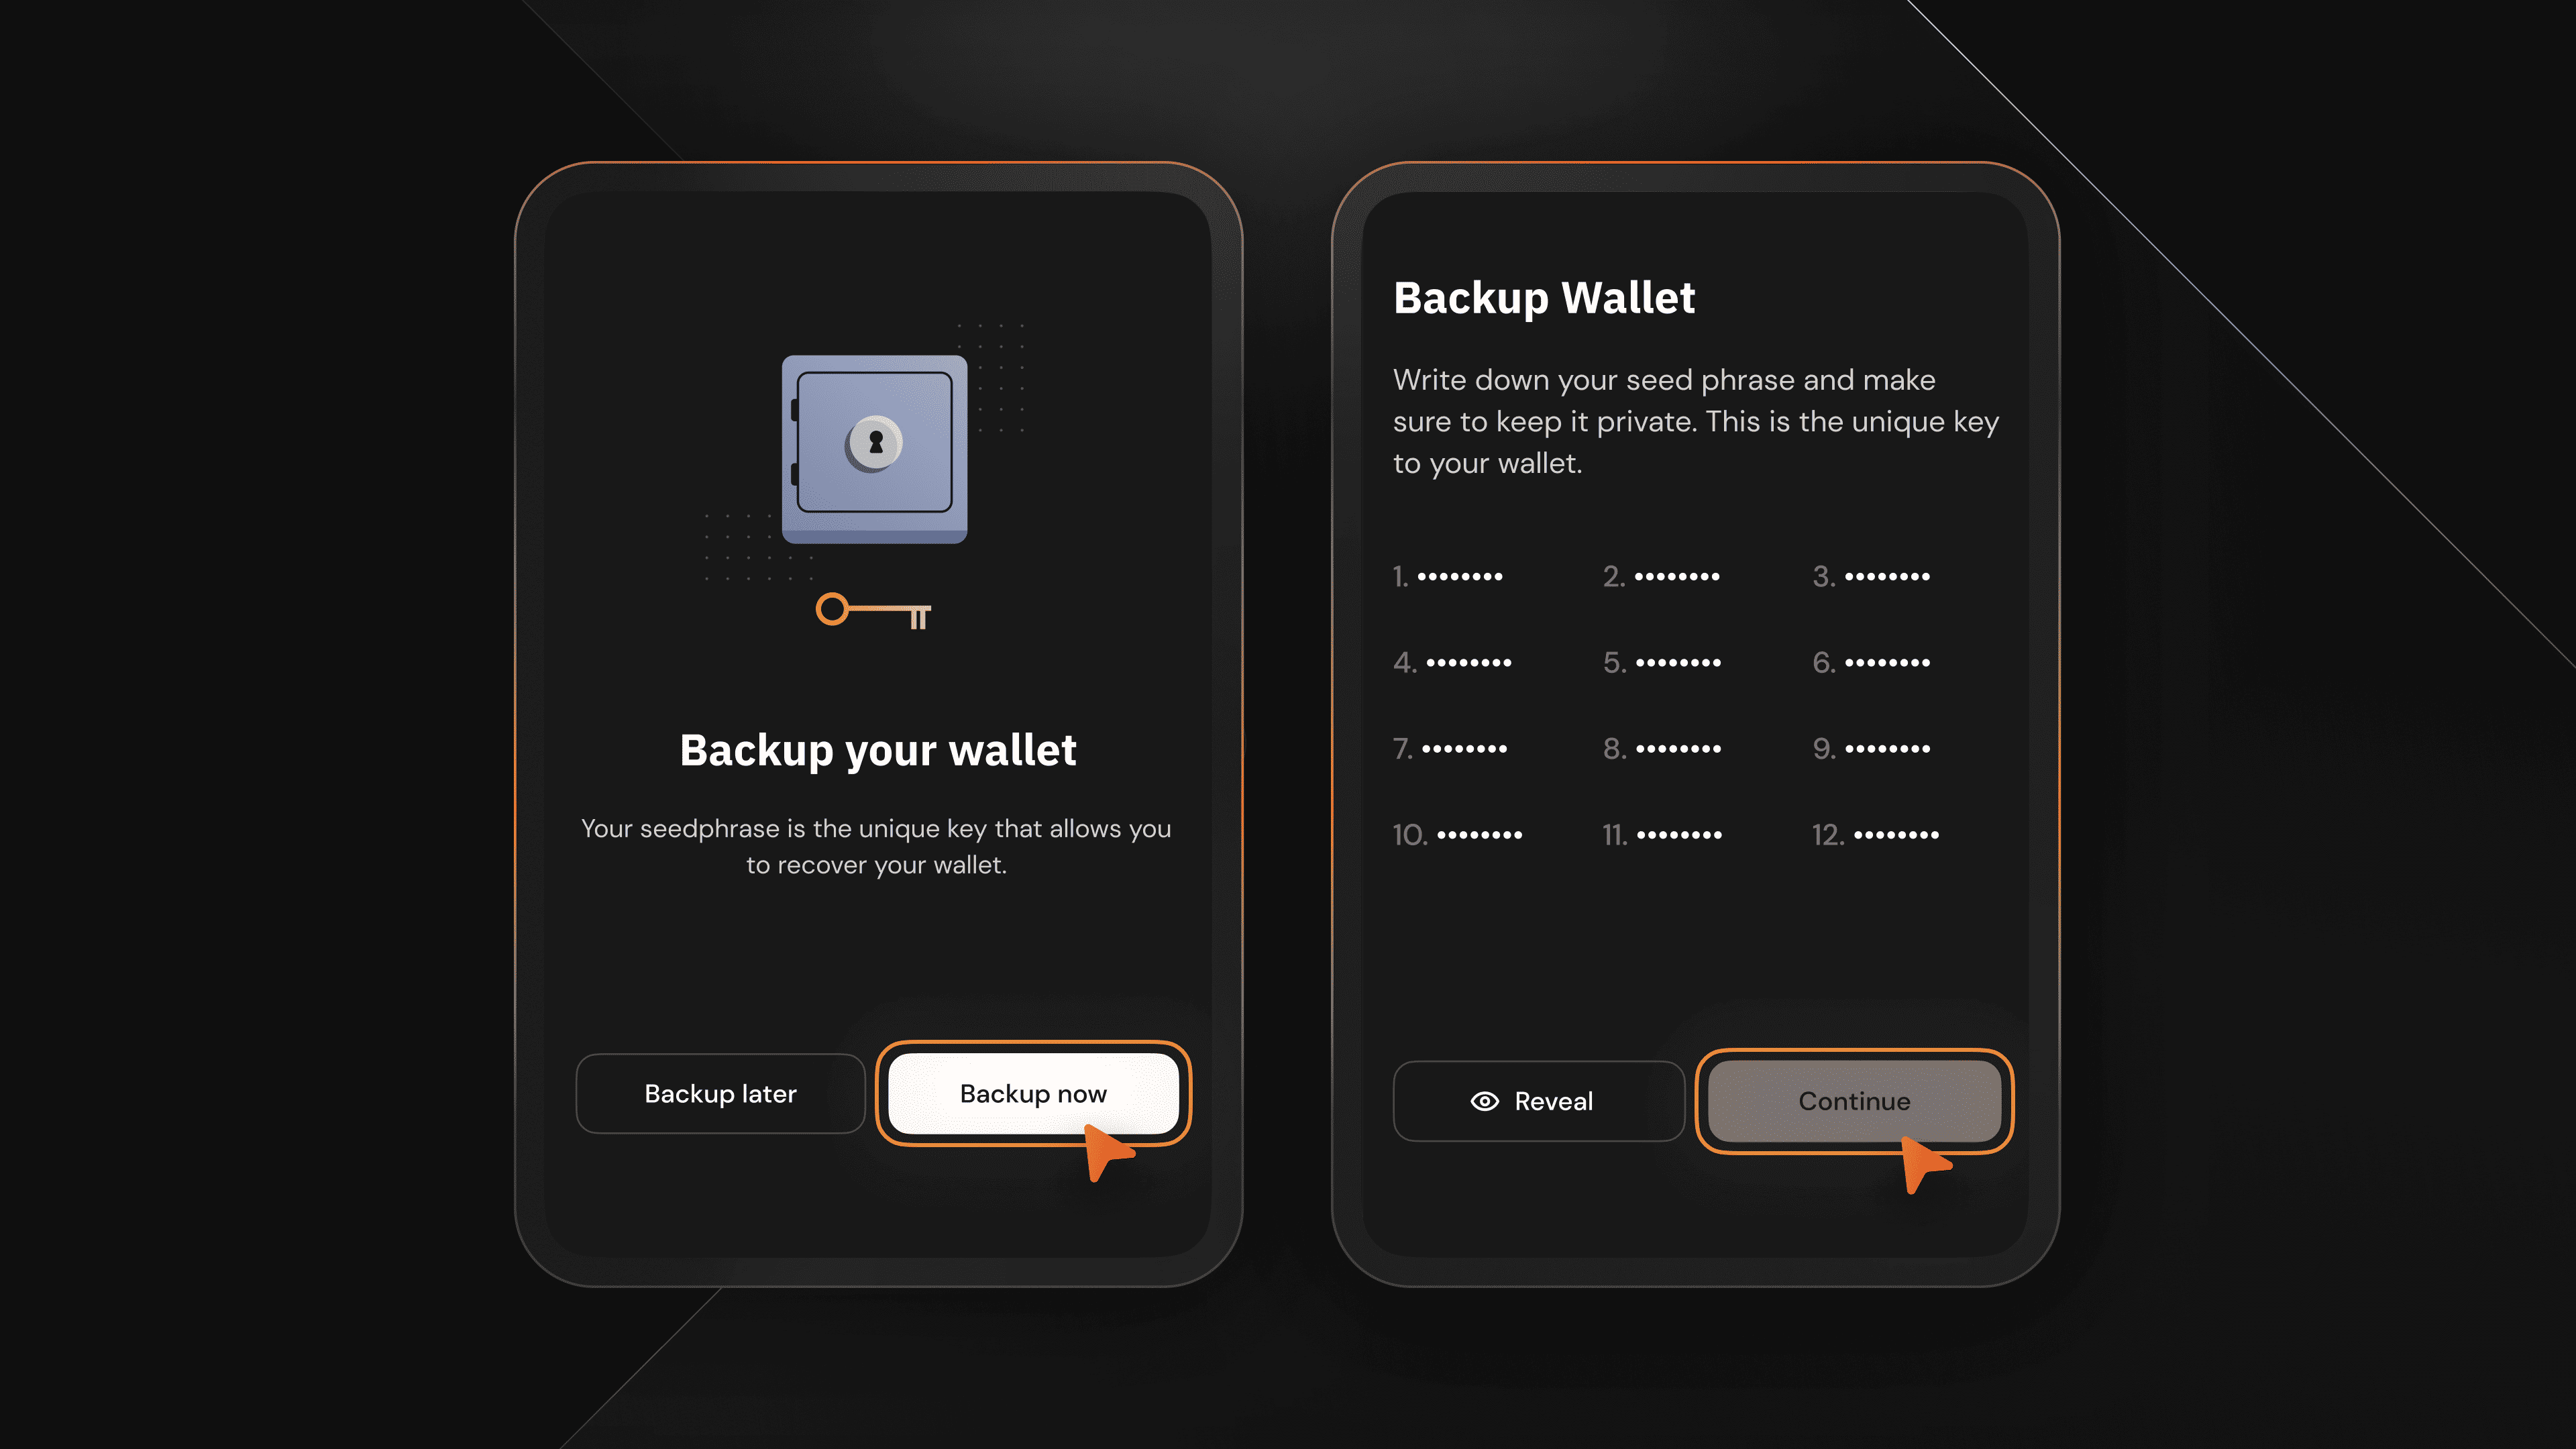 Backup your wallet
Your seedphrase is the unique key that allows you
to recover your wallet.
Backup later
Backup now
Backup Wallet
Write down your seed phrase and make
sure to keep it private. This is the unique key
to your wallet.
1. •••••••• 2. •••••••• 3. ••••••••
4. •••••••• 5. •••••••• 6. ••••••••
7. •••••••• 8. •••••••• 9. ••••••••
10. •••••••• 11. •••••••• 12. ••••••••
Reveal
Continue